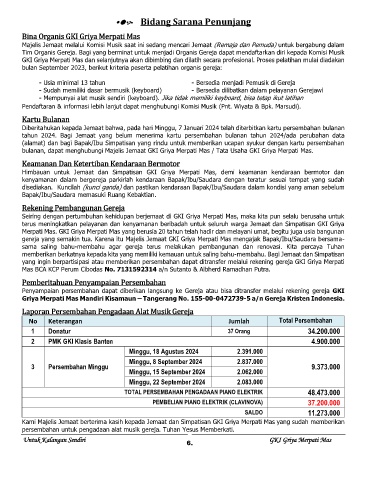 Bidang Sarana Penunjang
Bina Organis GKI Griya Merpati Mas
Majelis Jemaat melalui Komisi Musik saat ini sedang mencari Jemaat (Remaja dan Pemuda) untuk bergabung dalam
Tim Organis Gereja. Bagi yang berminat untuk menjadi Organis Gereja dapat mendaftarkan diri kepada Komisi Musik
GKI Griya Merpati Mas dan selanjutnya akan dibimbing dan dilatih secara profesional. Proses pelatihan mulai diadakan
bulan September 2023, berikut kriteria peserta pelatihan organis gereja:
- Usia minimal 13 tahun - Bersedia menjadi Pemusik di Gereja
- Sudah memiliki dasar bermusik (keyboard) - Bersedia dilibatkan dalam pelayanan Gerejawi
- Mempunyai alat musik sendiri (keyboard). Jika tidak memiliki keyboard, bisa tetap ikut latihan
Pendaftaran & informasi lebih lanjut dapat menghubungi Komisi Musik (Pnt. Wiyata & Bpk. Marsudi).
Kartu Bulanan
Diberitahukan kepada Jemaat bahwa, pada hari Minggu, 7 Januari 2024 telah diterbitkan kartu persembahan bulanan
tahun 2024. Bagi Jemaat yang belum menerima kartu persembahan bulanan tahun 2024/ada perubahan data
(alamat) dan bagi Bapak/Ibu Simpatisan yang rindu untuk memberikan ucapan syukur dengan kartu persembahan
bulanan, dapat menghubungi Majelis Jemaat GKI Griya Merpati Mas / Tata Usaha GKI Griya Merpati Mas.
Keamanan Dan Ketertiban Kendaraan Bermotor
Himbauan untuk Jemaat dan Simpatisan GKI Griya Merpati Mas, demi keamanan kendaraan bermotor dan
kenyamanan dalam bergereja parkirlah kendaraan Bapak/Ibu/Saudara dengan teratur sesuai tempat yang sudah
disediakan. Kuncilah (kunci ganda) dan pastikan kendaraan Bapak/Ibu/Saudara dalam kondisi yang aman sebelum
Bapak/Ibu/Saudara memasuki Ruang Kebaktian.
Rekening Pembangunan Gereja
Seiring dengan pertumbuhan kehidupan berjemaat di GKI Griya Merpati Mas, maka kita pun selalu berusaha untuk
terus meningkatkan pelayanan dan kenyamanan beribadah untuk seluruh warga Jemaat dan Simpatisan GKI Griya
Merpati Mas. GKI Griya Merpati Mas yang berusia 20 tahun telah hadir dan melayani umat, begitu juga usia bangunan
gereja yang semakin tua. Karena itu Majelis Jemaat GKI Griya Merpati Mas mengajak Bapak/Ibu/Saudara bersama-
sama saling bahu-membahu agar gereja terus melakukan pembangunan dan renovasi. Kita percaya Tuhan
memberikan berkatnya kepada kita yang memiliki kemauan untuk saling bahu-membahu. Bagi Jemaat dan Simpatisan
yang ingin berpartisipasi atau memberikan persembahan dapat ditransfer melalui rekening gereja GKI Griya Merpati
Mas BCA KCP Perum Cibodas No. 7131592314 a/n Sutanto & Albherd Ramadhan Putra.
Pemberitahuan Penyampaian Persembahan
Penyampaian persembahan dapat diberikan langsung ke Gereja atau bisa ditransfer melalui rekening gereja GKI
Griya Merpati Mas Mandiri Kisamaun – Tangerang No. 155-00-0472739-5 a/n Gereja Kristen Indonesia.
Laporan Persembahan Pengadaan Alat Musik Gereja
No Keterangan Jumlah Total Persembahan
1 Donatur 37 Orang 34.200.000
2 PMK GKI Klasis Banten 4.900.000
3 Persembahan Minggu Minggu, 18 Agustus 2024 2.391.000 9.373.000
Minggu, 8 September 2024 2.837.000
Minggu, 15 September 2024 2.062.000
Minggu, 22 September 2024 2.083.000
TOTAL PERSEMBAHAN PENGADAAN PIANO ELEKTRIK 48.473.000
PEMBELIAN PIANO ELEKTRIK (CLAVINOVA) 37.200.000
SALDO 11.273.000
Kami Majelis Jemaat berterima kasih kepada Jemaat dan Simpatisan GKI Griya Merpati Mas yang sudah memberikan
persembahan untuk pengadaan alat musik gereja. Tuhan Yesus Memberkati.
Untuk Kalangan Sendiri 6. GKI Griya Merpati Mas